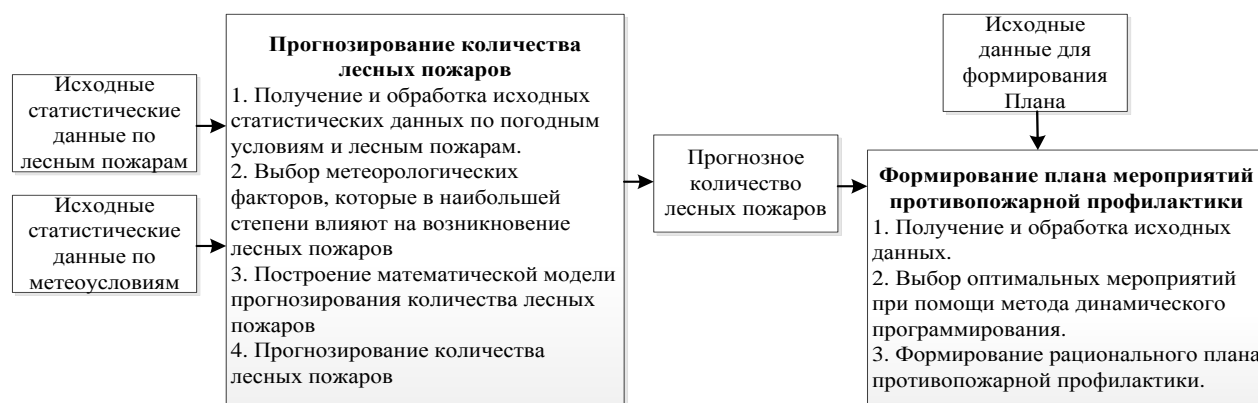 Исходные
статистические
данные по
лесным пожарам
Исходные
статистические
данные по
метеоусловиям
Прогнозирование количества
лесных пожаров
1. Получение и обработка исходных
статистических данных по погодным
условиям и лесным пожарам.
2. Выбор метеорологических
факторов, которые в наибольшей
степени влияют на возникновение
лесных пожаров
3. Построение математической модели
прогнозирования количества лесных
пожаров
4. Прогнозирование количества
лесных пожаров
Прогнозное
количество
лесных пожаров
Исходные
данные для
формирования
Плана
Формирование плана мероприятий
противопожарной профилактики
1. Получение и обработка исходных
данных.
2. Выбор оптимальных мероприятий
при помощи метода динамического
программирования.
3. Формирование рационального плана
противопожарной профилактики.